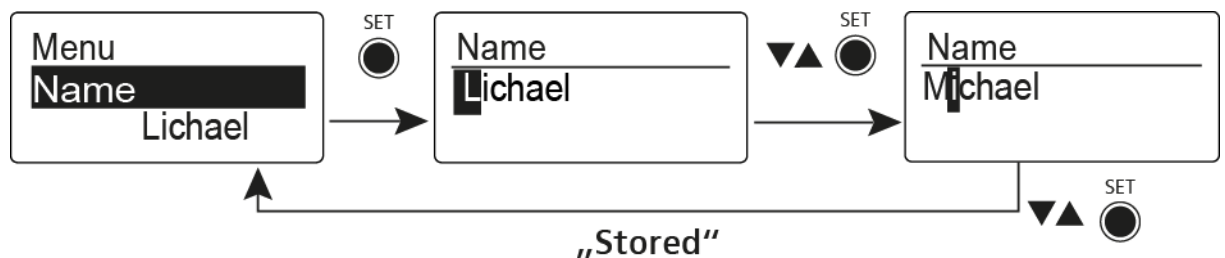 Menu
Name
Lichael
SET
Name
Lichael
SET
Name
Michael
SET
„Stored“